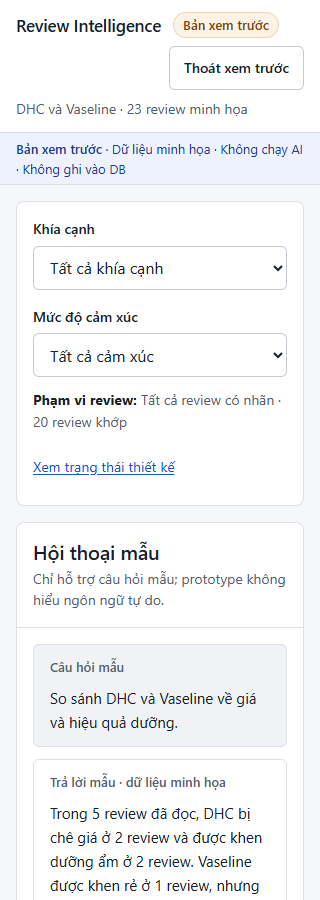 Review Intelligence
Bản xem trước
Thoát xem trước
DHC và Vaseline · 23 review minh họa
Bản xem trước · Dữ liệu minh họa · Không chạy AI
· Không ghi vào DB
Khía cạnh
Tất cả khía cạnh
Mức độ cảm xúc
Tất cả cảm xúc
Phạm vi review: Tất cả review có nhãn ·
20 review khớp
Xem trạng thái thiết kế
Hội thoại mẫu
Chỉ hỗ trợ câu hỏi mẫu; prototype không
hiểu ngôn ngữ tự do.
Câu hỏi mẫu
So sánh DHC và Vaseline về giá
và hiệu quả dưỡng.
Trả lời mẫu · dữ liệu minh họa
Trong 5 review đã đọc, DHC bị
chê giá ở 2 review và được khen
dưỡng ẩm ở 2 review. Vaseline
được khen rẻ ở 1 review, nhưng